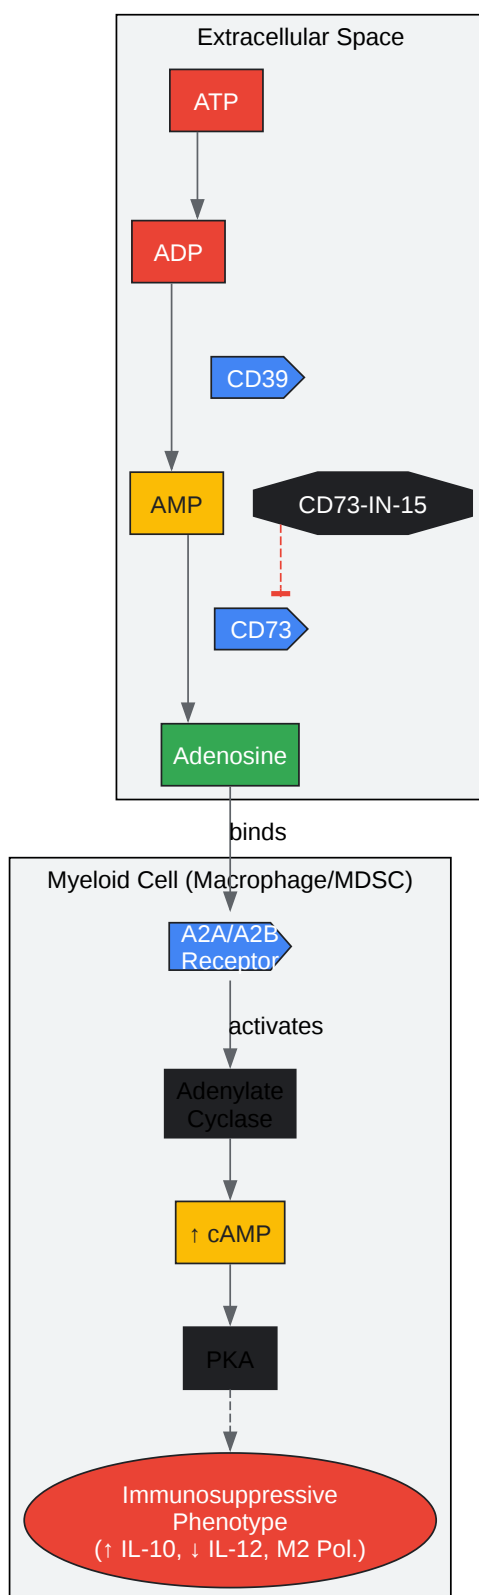 Extracellular Space
ATP
ADP
CD39
AMP
CD73-IN-15
CD73
Adenosine
binds
Myeloid Cell (Macrophage/MDSC)
A2A/A2B
Receptor
activates
Adenylate
Cyclase
↑ cAMP
PKA
Immunosuppressive
Phenotype
(↑ IL-10, ↓ IL-12, M2 Pol.)